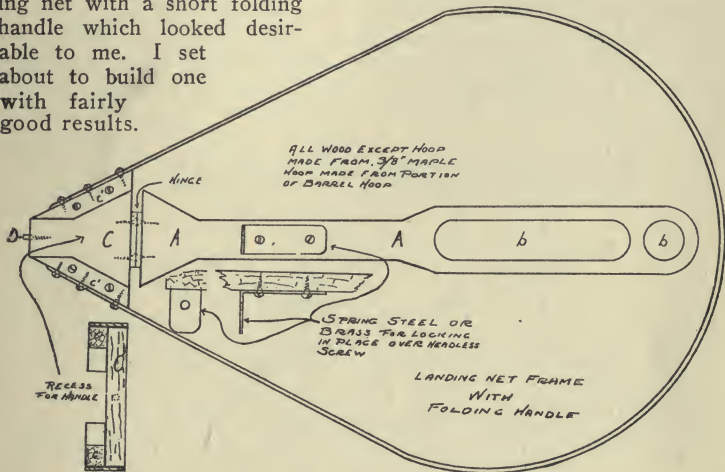 ing net with a short folding
handle which looked desir-
able to me. I set
about to build one
with fairly
good results.
ALL WOOD EXCEPT HOOP
MADE FROM 3/8" MAPLE
HOOP MADE FROM PORTION
OF BARREL HOOP
HINGE
C'
D
C
A
A
b
b
C'
SPRING STEEL OR
BRASS FOR LOCKING
IN PLACE OVER HEADLESS
SCREW
RECESS
FOR HANDLE
LANDING NET FRAME
WITH
FOLDING HANDLE